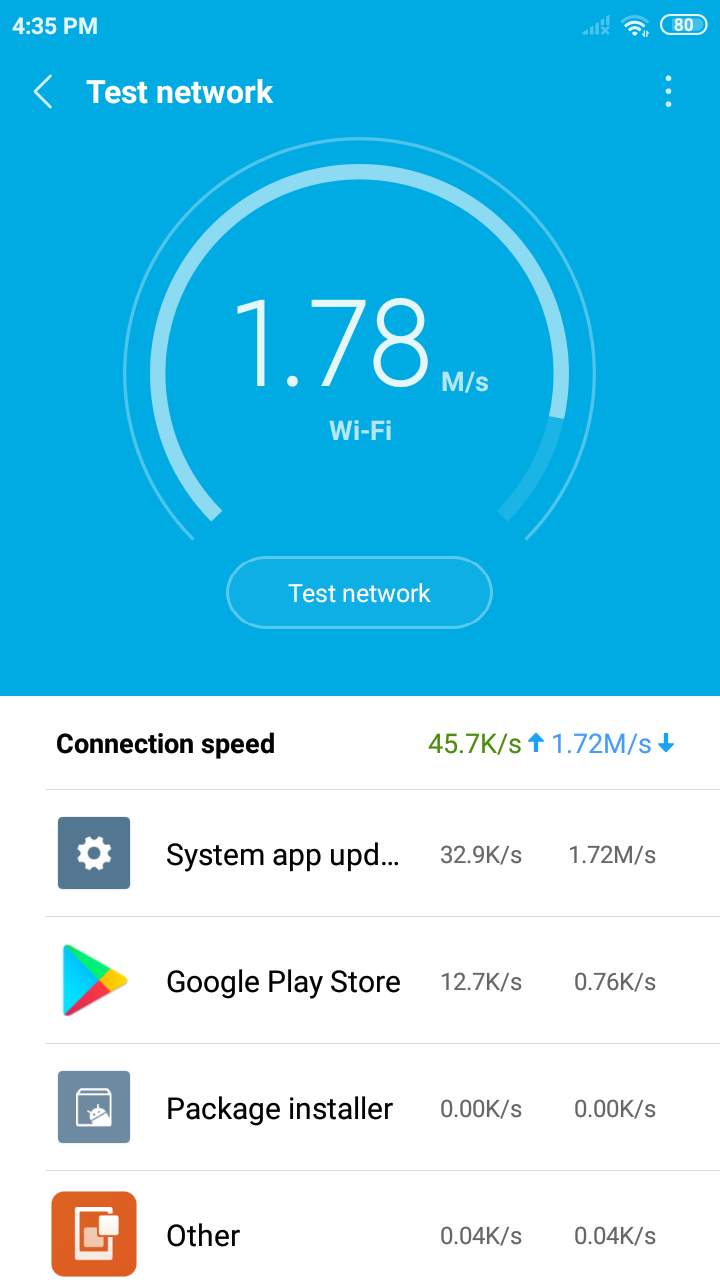 4:35 PM 80
Test network
1.78 M/s
Wi-Fi
Test network
Connection speed 45.7K/s 1.72M/s
System app upd... 32.9K/s 1.72M/s
Google Play Store 12.7K/s 0.76K/s
Package installer 0.00K/s 0.00K/s
Other 0.04K/s 0.04K/s